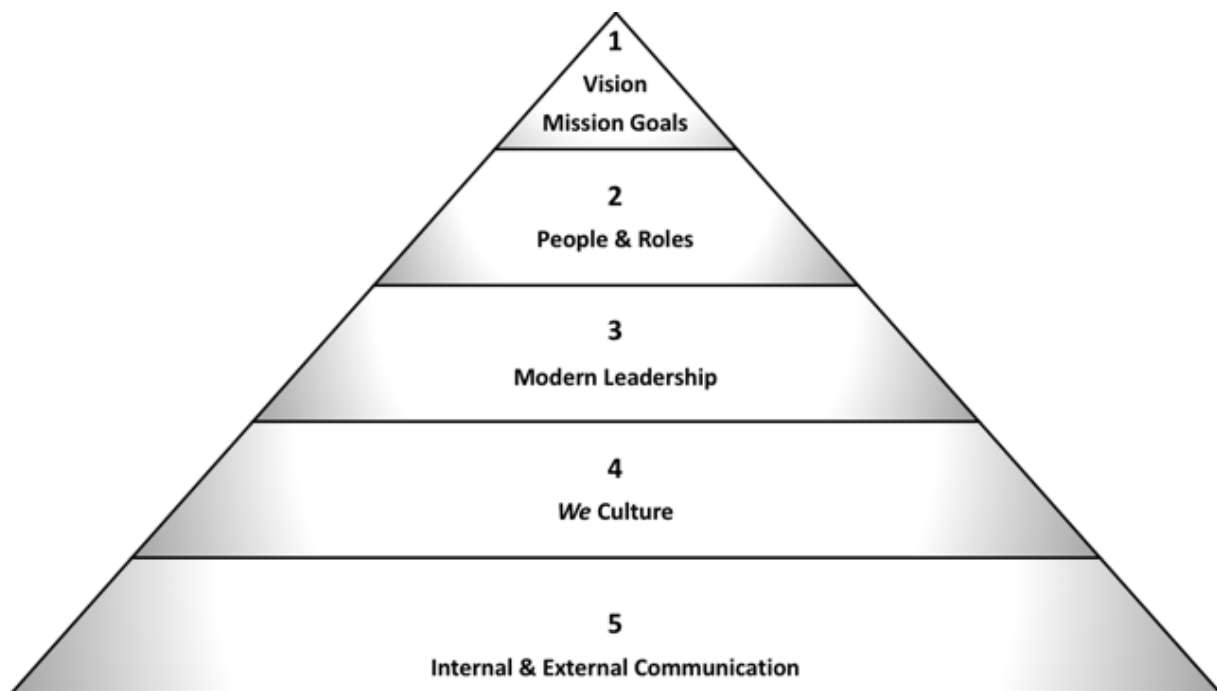 1
Vision
Mission Goals
2
People & Roles
3
Modern Leadership
4
We Culture
5
Internal & External Communication